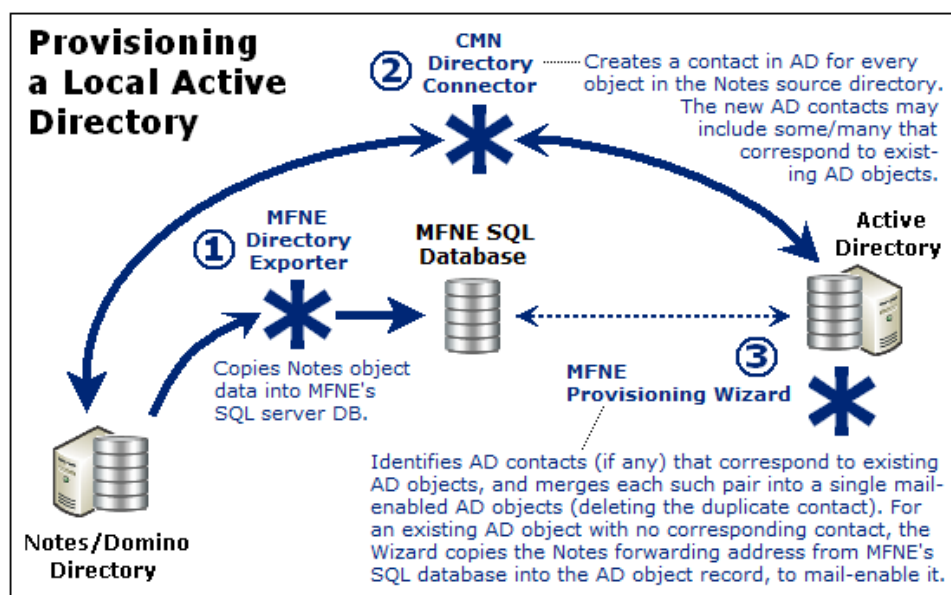 Provisioning
a Local Active
Directory
②
CMN
Directory
Connector
Creates a contact in AD for every
object in the Notes source directory.
The new AD contacts may
include some/many that
correspond to exist-
ing AD objects.
①
MFNE
Directory
Exporter
MFNE SQL
Database
Active
Directory
Copies Notes object
data into MFNE's
SQL server DB.
③
MFNE
Provisioning Wizard
Identifies AD contacts (if any) that correspond to existing
AD objects, and merges each such pair into a single mail-
enabled AD objects (deleting the duplicate contact). For
an existing AD object with no corresponding contact, the
Wizard copies the Notes forwarding address from MFNE's
SQL database into the AD object record, to mail-enable it.
Notes/Domino
Directory